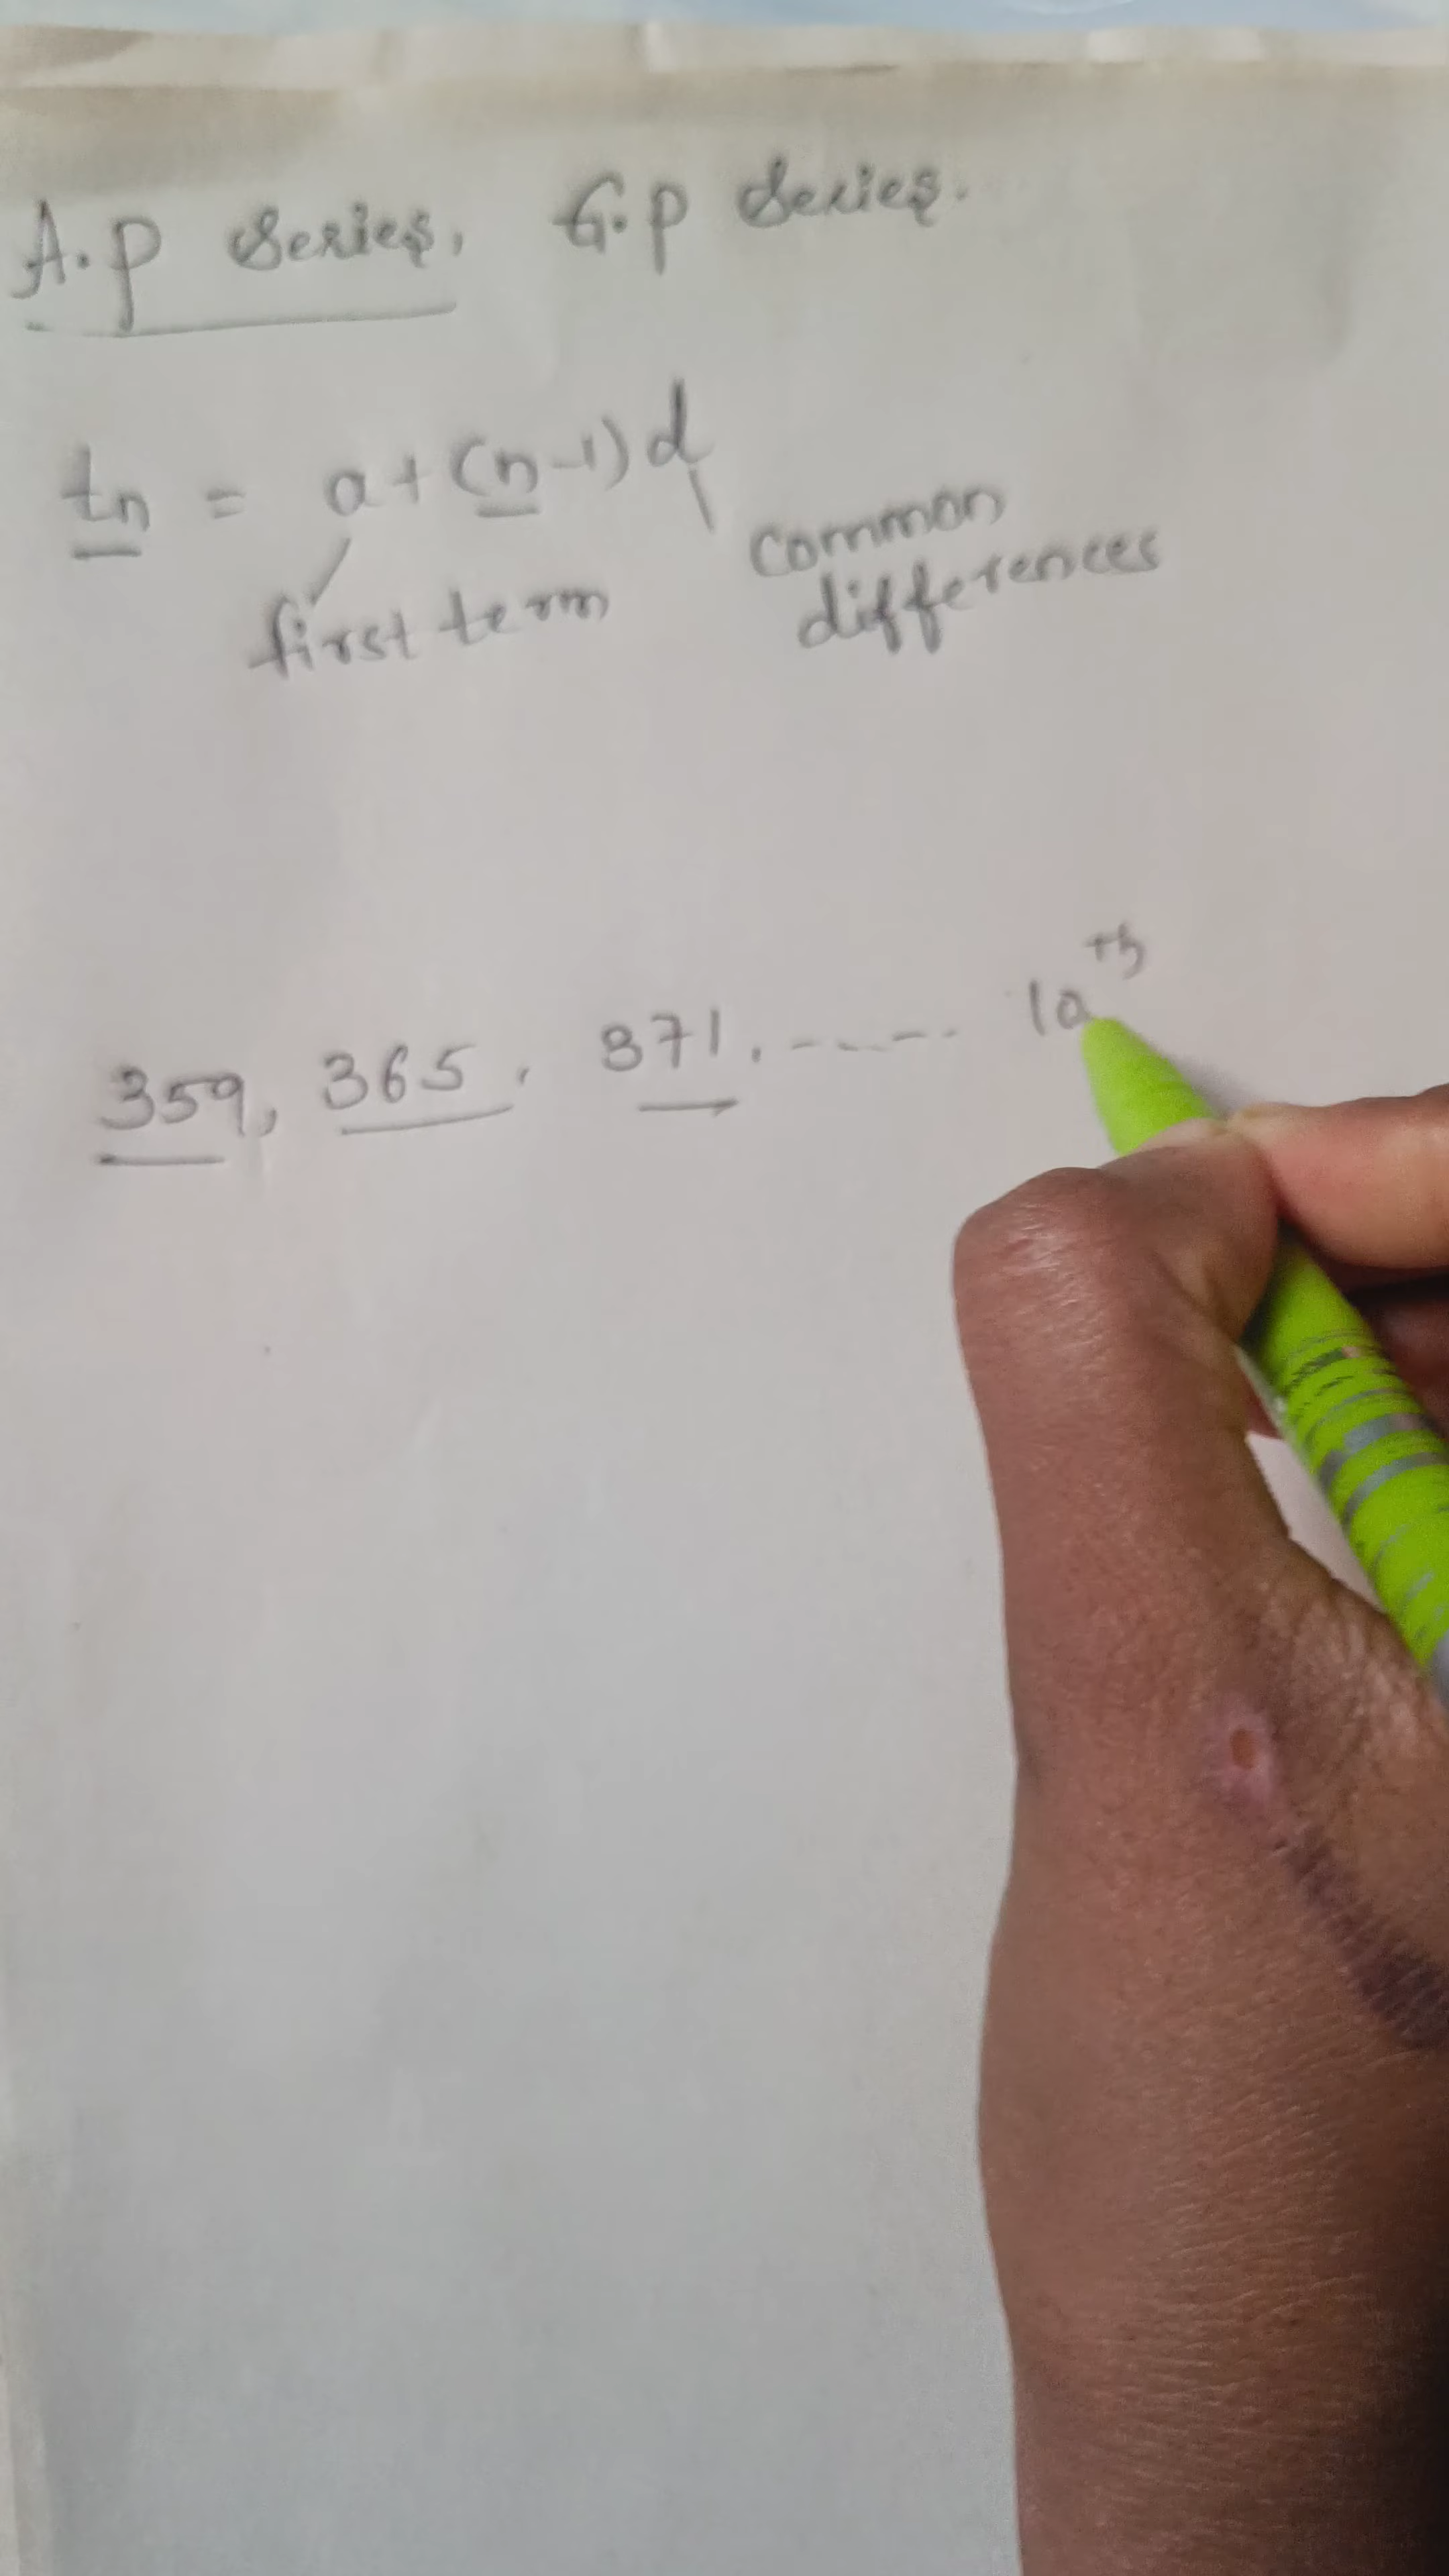 A.p Series, G.p Series.
tn = a+(n-1)d
first term
common
differences
359, 365, 371, ------ 10th